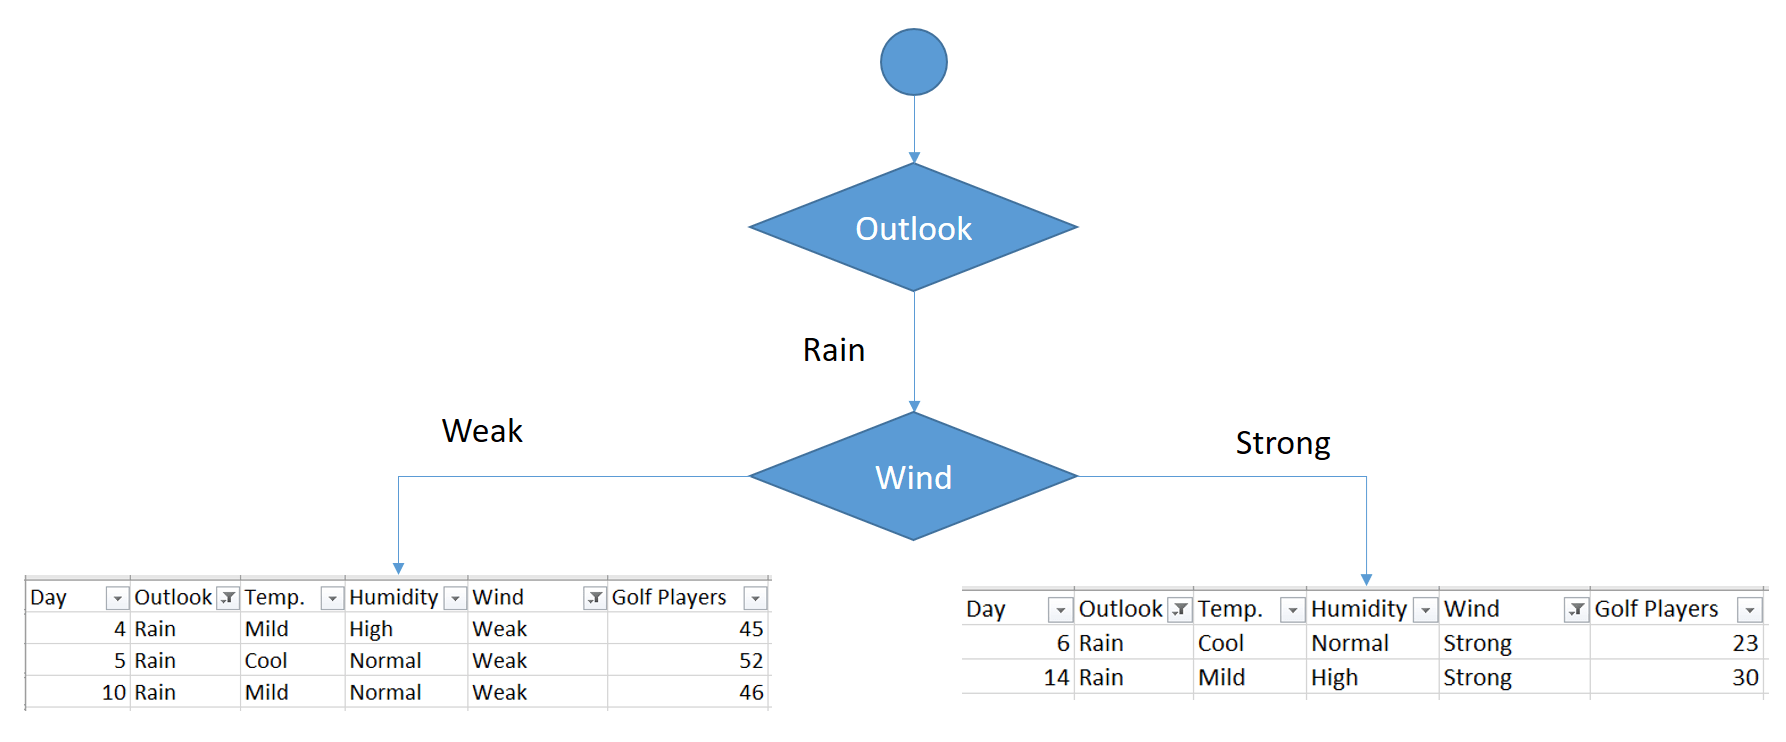 Outlook
Rain
Weak
Strong
Wind
Day Outlook Temp. Humidity Wind Golf Players
4 Rain Mild High Weak 45
5 Rain Cool Normal Weak 52
10 Rain Mild Normal Weak 46
Day Outlook Temp. Humidity Wind Golf Players
6 Rain Cool Normal Strong 23
14 Rain Mild High Strong 30